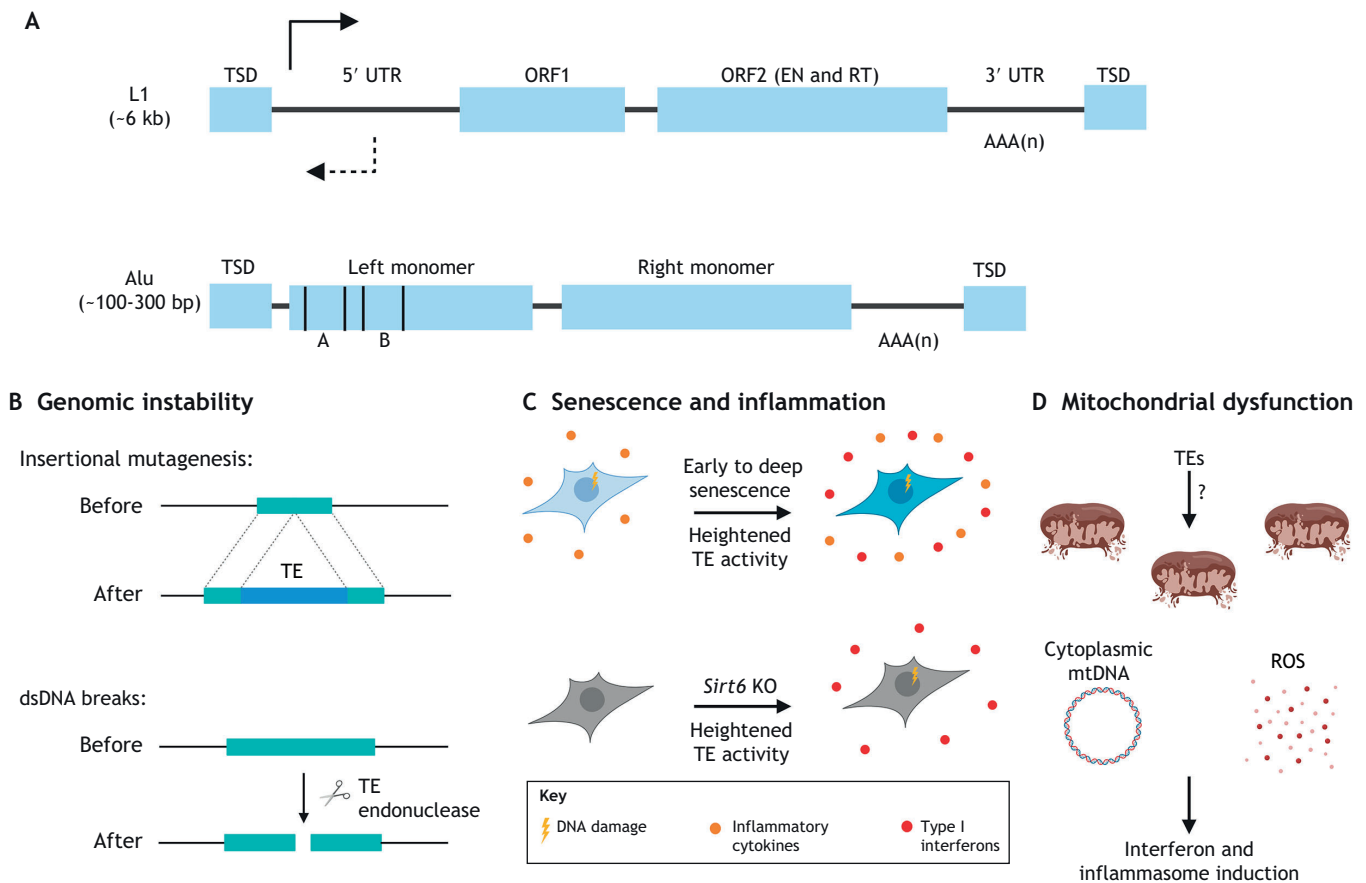 A
TSD
5′ UTR
ORF1
ORF2 (EN and RT)
3′ UTR
TSD
L1
(~6 kb)
AAA(n)
TSD
Left monomer
Right monomer
TSD
Alu
(~100-300 bp)
A
B
AAA(n)
B Genomic instability
Insertional mutagenesis:
Before
TE
After
dsDNA breaks:
Before
TE
endonuclease
After
C Senescence and inflammation
Early to deep
senescence
Heightened
TE activity
Sirt6 KO
Heightened
TE activity
Key
DNA damage
Inflammatory
cytokines
Type I
interferons
D Mitochondrial dysfunction
TEs
?
Cytoplasmic
mtDNA
ROS
Interferon and
inflammasome induction